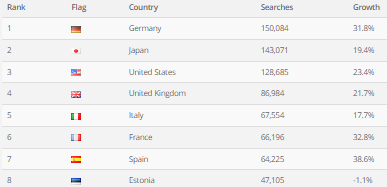 Rank Flag Country Searches Growth
1 Germany 150,084 31.8%
2 Japan 143,071 19.4%
3 United States 128,685 23.4%
4 United Kingdom 86,984 21.7%
5 Italy 67,554 17.7%
6 France 66,196 32.8%
7 Spain 64,225 38.6%
8 Estonia 47,105 -1.1%